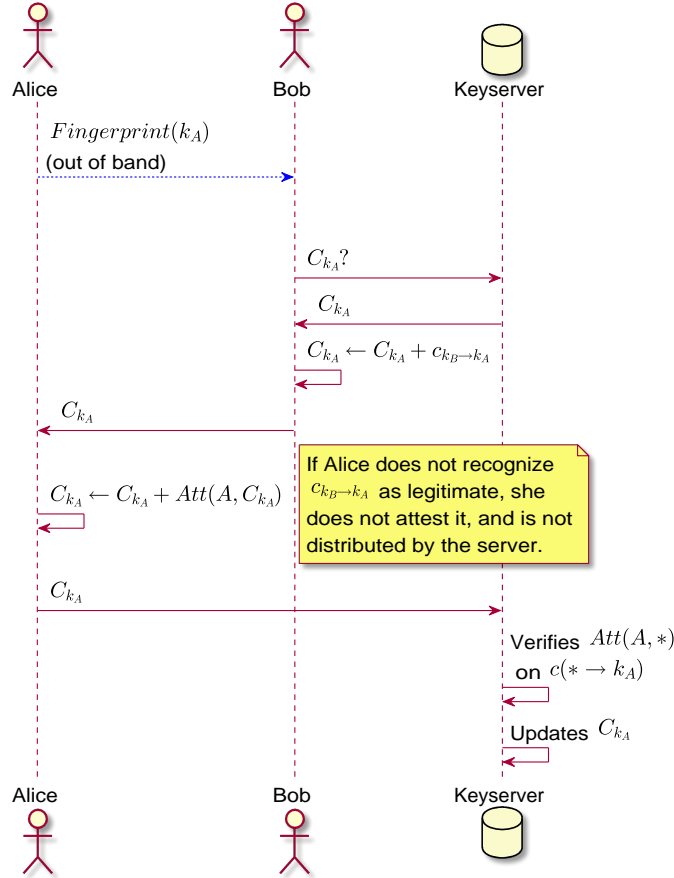 Alice Bob Keyserver
Fingerprint(k_A)
(out of band)
C_{k_A}?
C_{k_A}
C_{k_A} ← C_{k_A} + c_{k_B→k_A}
C_{k_A}
If Alice does not recognize
c_{k_B→k_A} as legitimate, she
does not attest it, and is not
distributed by the server.
C_{k_A} ← C_{k_A} + Att(A, C_{k_A})
C_{k_A}
Verifies Att(A, *)
on c(* → k_A)
Updates C_{k_A}
Alice Bob Keyserver